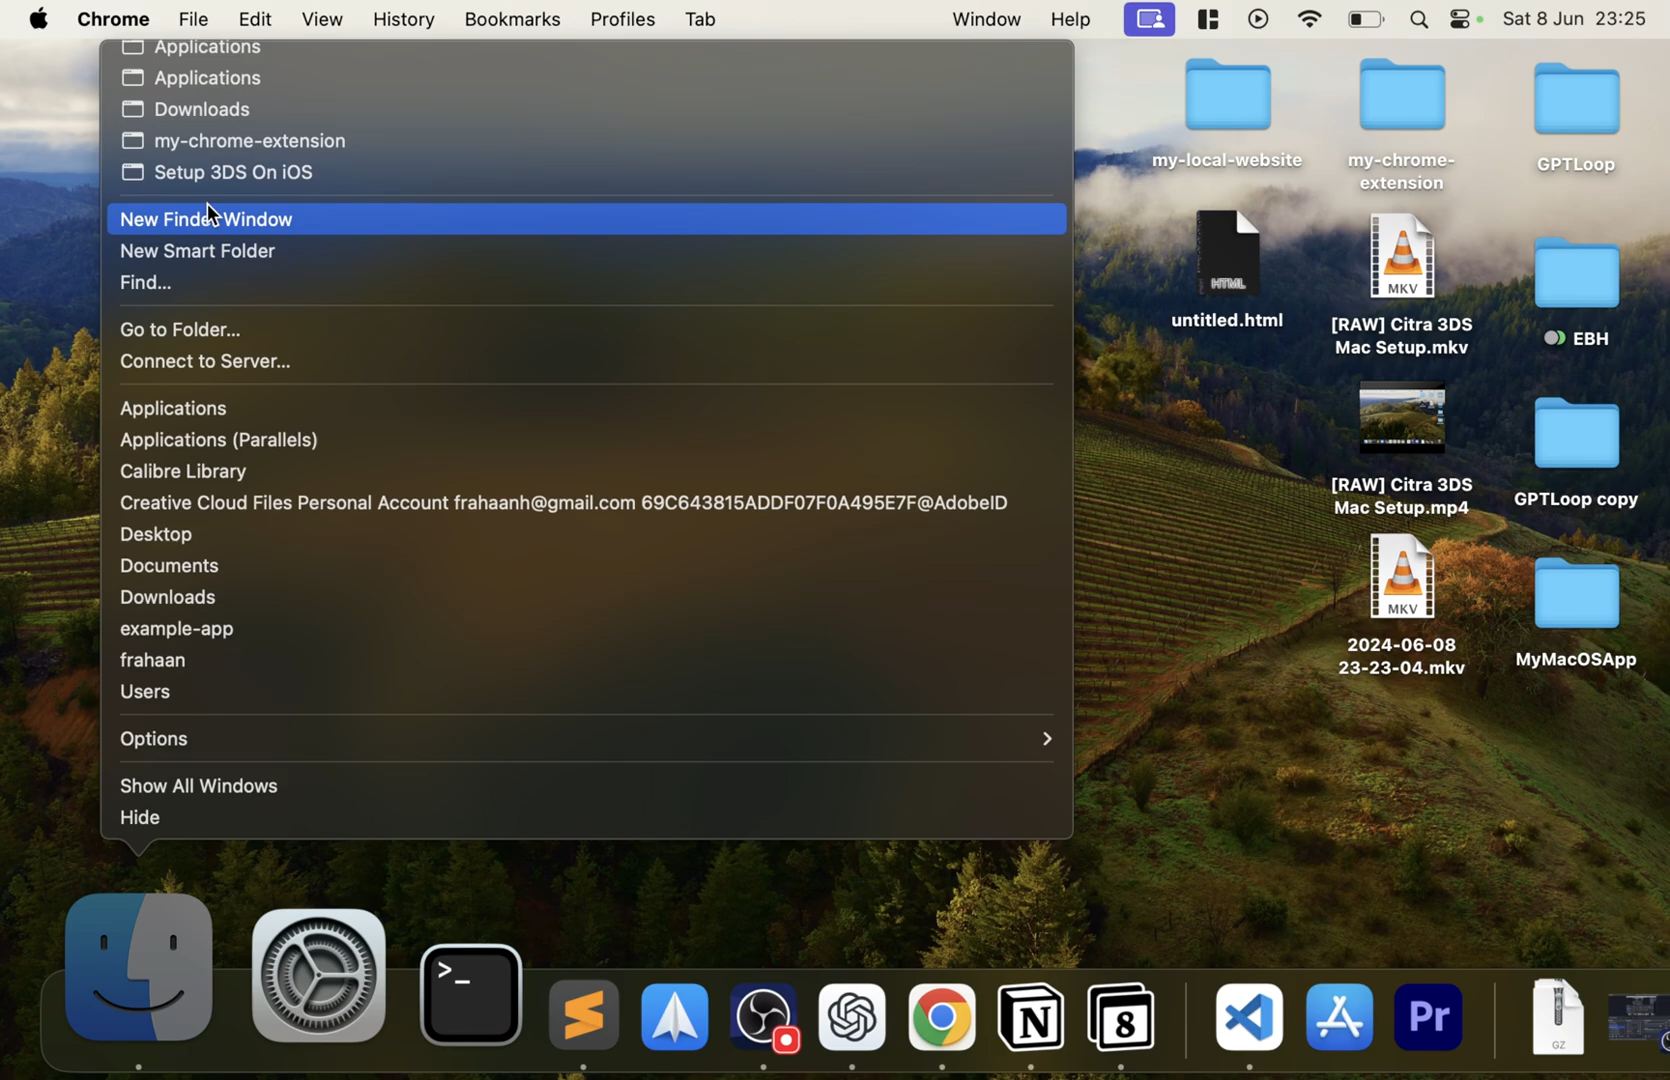 Chrome File Edit View History Bookmarks Profiles Tab Window Help Sat 8 Jun 23:25
Applications
Applications
Downloads
my-chrome-extension
Setup 3DS On iOS
New Finder Window
New Smart Folder
Find...
Go to Folder...
Connect to Server...
Applications
Applications (Parallels)
Calibre Library
Creative Cloud Files Personal Account frahaanh@gmail.com 69C643815ADDF07F0A495E7F@AdobeID
Desktop
Documents
Downloads
example-app
frahaan
Users
Options
Show All Windows
Hide
my-local-website
my-chrome-
extension
GPTLoop
HTML
untitled.html
MKV
[RAW] Citra 3DS
Mac Setup.mkv
EBH
[RAW] Citra 3DS
Mac Setup.mp4
GPTLoop copy
MKV
2024-06-08
23-23-04.mkv
MyMacOSApp
>_
N
8
Pr
GZ